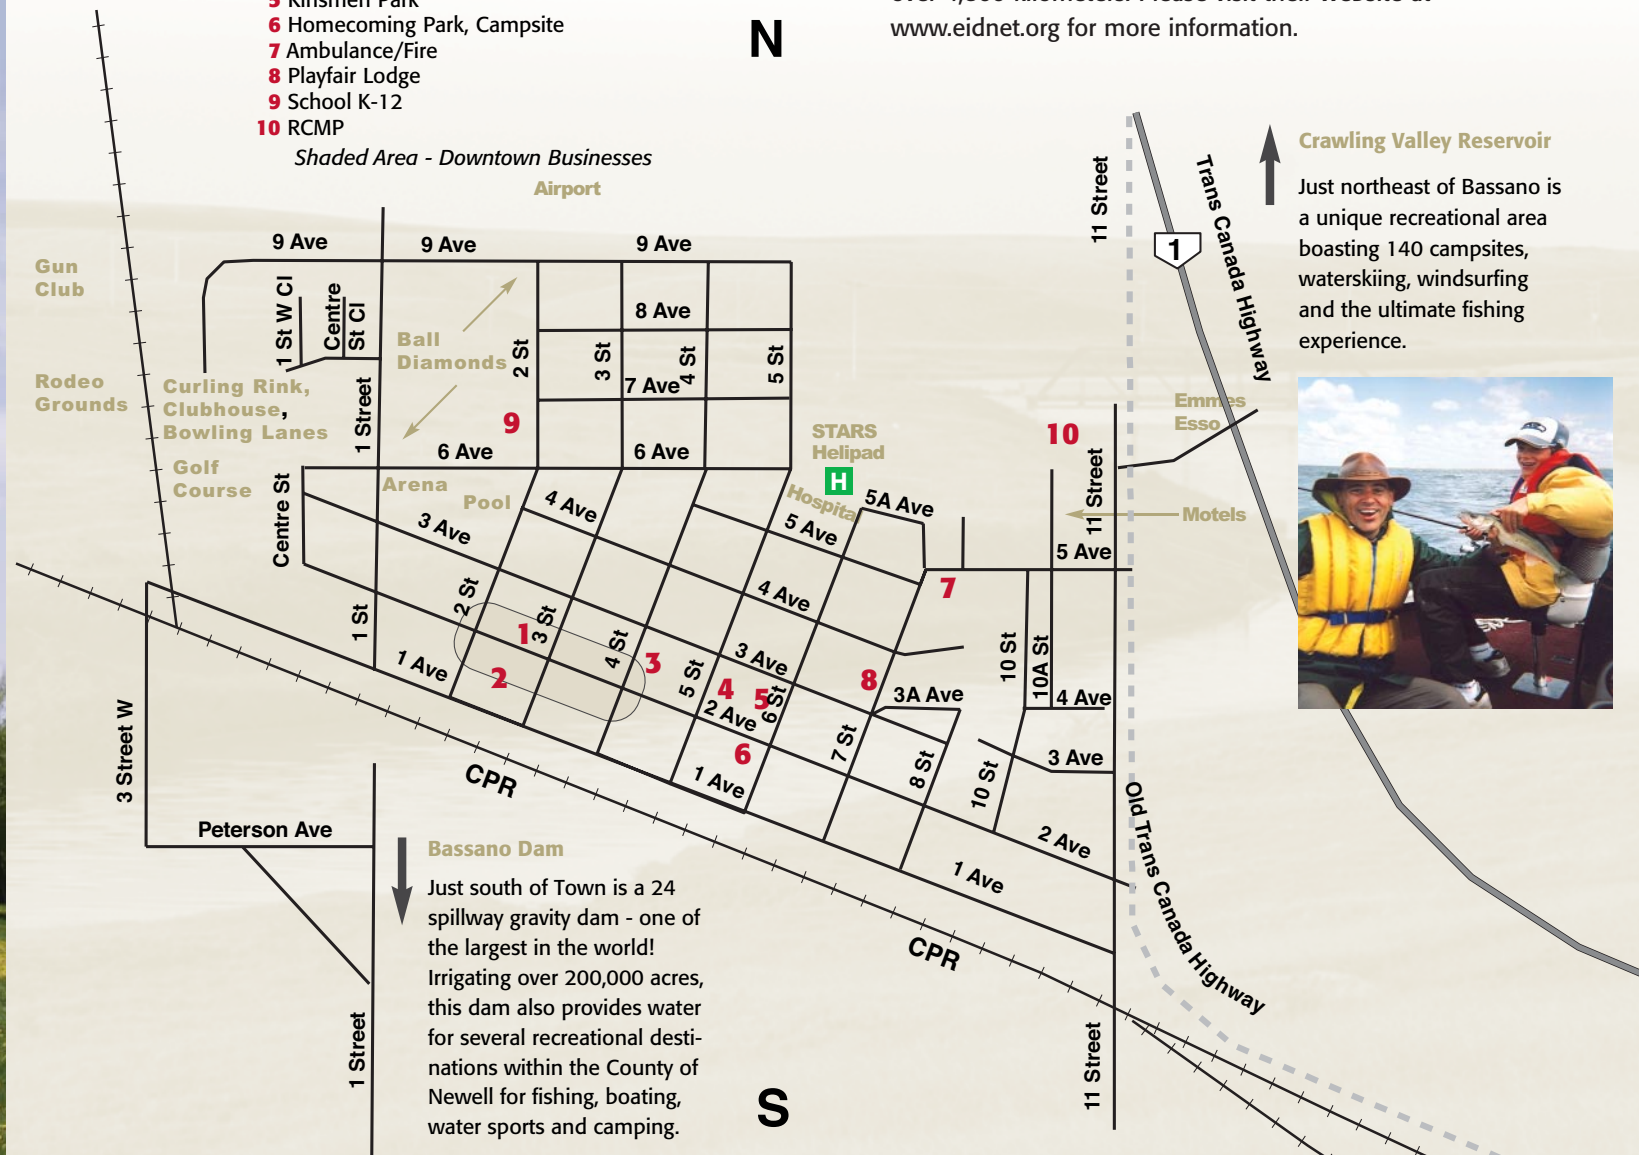 5 Kinsmen Park
6 Homecoming Park, Campsite
7 Ambulance/Fire
8 Playfair Lodge
9 School K-12
10 RCMP
Shaded Area - Downtown Businesses
www.eidnet.org for more information.
N
Airport
9 Ave
9 Ave
9 Ave
Gun
Club
1 St W Cl
Centre
St Cl
8 Ave
Ball
Diamonds
2 St
3 St
4 St
5 St
7 Ave
Rodeo
Grounds
Curling Rink,
Clubhouse,
Bowling Lanes
1 Street
9
6 Ave
6 Ave
Golf
Course
Centre St
Arena
Pool
STARS
Helipad
H
Hospital
5A Ave
10
11 Street
11 Street
1
Trans Canada Highway
Emmes
Esso
Motels
5 Ave
Crawling Valley Reservoir
Just northeast of Bassano is
a unique recreational area
boasting 140 campsites,
waterskiing, windsurfing
and the ultimate fishing
experience.
4 Ave
3 Ave
5 Ave
4 Ave
7
1 St
2 St
3 St
4 St
1
2
3
1 Ave
5 St
3 Ave
4
5
6 St
2 Ave
6
1 Ave
8
3A Ave
7 St
8 St
10 St
10A St
4 Ave
3 Ave
10 St
2 Ave
1 Ave
3 Street W
CPR
CPR
Peterson Ave
1 Street
Old Trans Canada Highway
11 Street
Bassano Dam
Just south of Town is a 24
spillway gravity dam - one of
the largest in the world!
Irrigating over 200,000 acres,
this dam also provides water
for several recreational desti-
nations within the County of
Newell for fishing, boating,
water sports and camping.
S